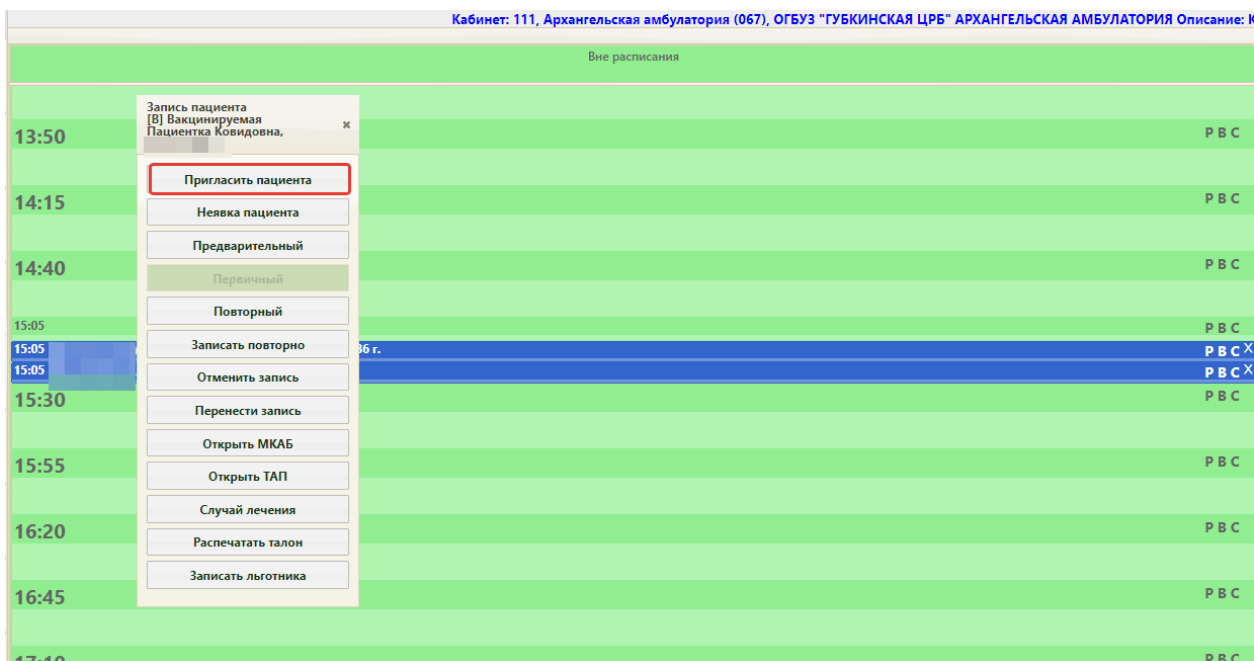 Кабинет: 111, Архангельская амбулатория (067), ОГБУЗ "ГУБКИНСКАЯ ЦРБ" АРХАНГЕЛЬСКАЯ АМБУЛАТОРИЯ Описание: К
Вне расписания
Запись пациента
[В] Вакцинируемая
Пациентка Ковидовна,
×
13:50 Р В С
Пригласить пациента
14:15 Р В С
Неявка пациента
Предварительный
14:40 Р В С
Первичный
Повторный
15:05 Р В С
15:05 Записать повторно 36 г. Р В С X
15:05 Отменить запись Р В С X
15:30 Р В С
Перенести запись
Открыть МКАБ
15:55 Р В С
Открыть ТАП
Случай лечения
16:20 Р В С
Распечатать талон
Записать льготника
16:45 Р В С
17:10 Р В С